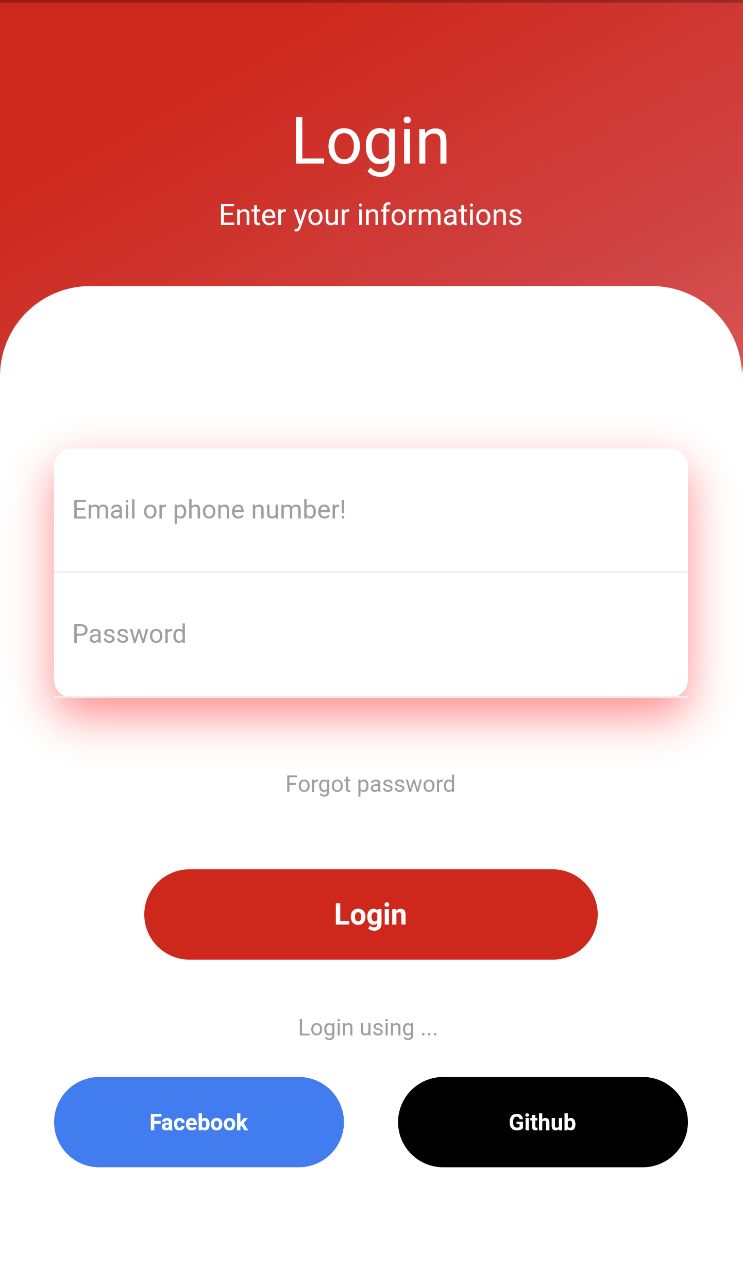 Login
Enter your informations
Email or phone number!
Password
Forgot password
Login
Login using ...
Facebook
Github